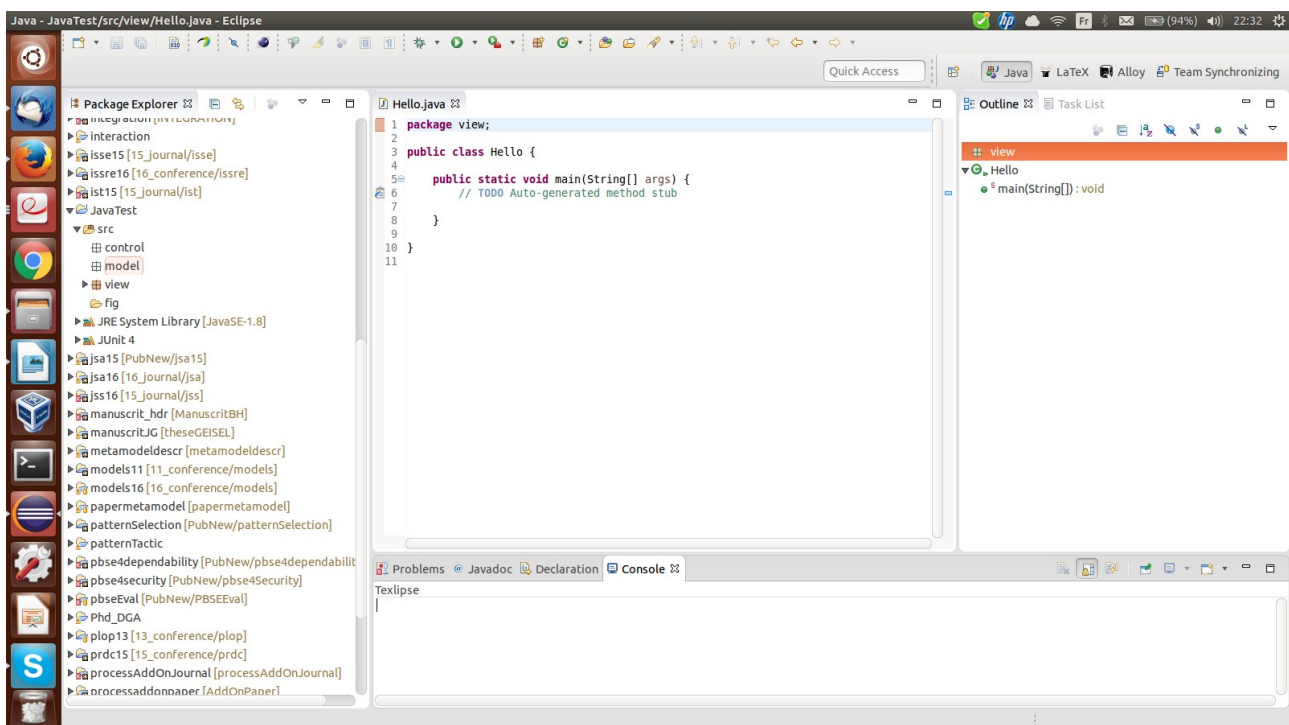 Java - JavaTest/src/view/Hello.java - Eclipse
Fr (94%) 22:32
Quick Access
Java LaTeX Alloy Team Synchronizing
Package Explorer
integration [INTEGRATION]
interaction
isse15 [15_journal/isse]
issre16 [16_conference/issre]
ist15 [15_journal/ist]
JavaTest
src
control
model
view
fig
JRE System Library [JavaSE-1.8]
JUnit 4
jsa15 [PubNew/jsa15]
jsa16 [16_journal/jsa]
jss16 [15_journal/jss]
manuscrit_hdr [ManuscritBH]
manuscritJG [theseGEISEL]
metamodeldescr [metamodeldescr]
models11 [11_conference/models]
models16 [16_conference/models]
papermetamodel [papermetamodel]
patternSelection [PubNew/patternSelection]
patternTactic
pbse4dependability [PubNew/pbse4dependabilit
pbse4security [PubNew/pbse4Security]
pbseEval [PubNew/PBSEEval]
Phd_DGA
plop13 [13_conference/plop]
prdc15 [15_conference/prdc]
processAddOnJournal [processAddOnJournal]
processaddonpaper [AddOnPaper]
Hello.java
1 package view;
2
3 public class Hello {
4
5 public static void main(String[] args) {
6 // TODO Auto-generated method stub
7
8 }
9
10 }
11
Outline Task List
view
Hello
main(String[]) : void
Problems Javadoc Declaration Console
Texlipse